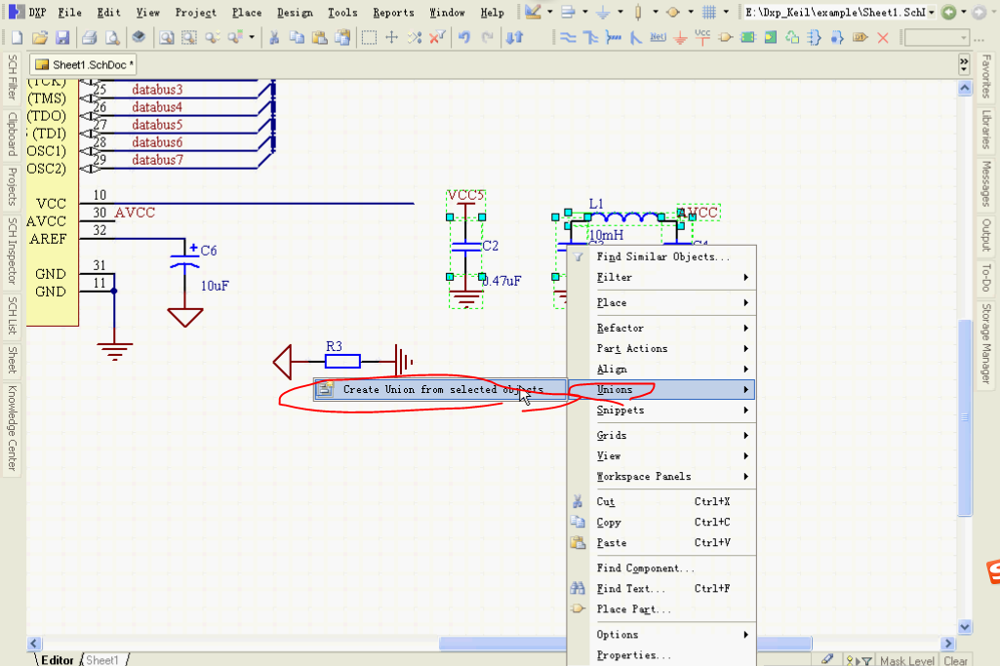 DXP File Edit View Project Place Design Tools Reports Window Help E:\Dxp_Keil\example\Sheet1.SchI
Net Vcc
Sheet1.SchDoc *
SCH Filter
Clipboard
Projects
SCH Inspector
SCH List
Sheet
Knowledge Center
Favorites
Libraries
Messages
Output
To-Do
Storage Manager
(TCK)
(TMS) 25 databus3
(TDO) 26 databus4
(TDI) 27 databus5
OSC1) 28 databus6
OSC2) 29 databus7
VCC 10
AVCC 30 AVCC
AREF 32
GND 31
GND 11
C6
10uF
VCC5
C2
0.47uF
L1
10mH
AVCC
R3
Create Union from selected objects
Find Similar Objects...
Filter
Place
Refactor
Part Actions
Align
Unions
Snippets
Grids
View
Workspace Panels
Cut Ctrl+X
Copy Ctrl+C
Paste Ctrl+V
Find Component...
Find Text... Ctrl+F
Place Part...
Options
Properties...
Editor Sheet1
Mask Level Clear